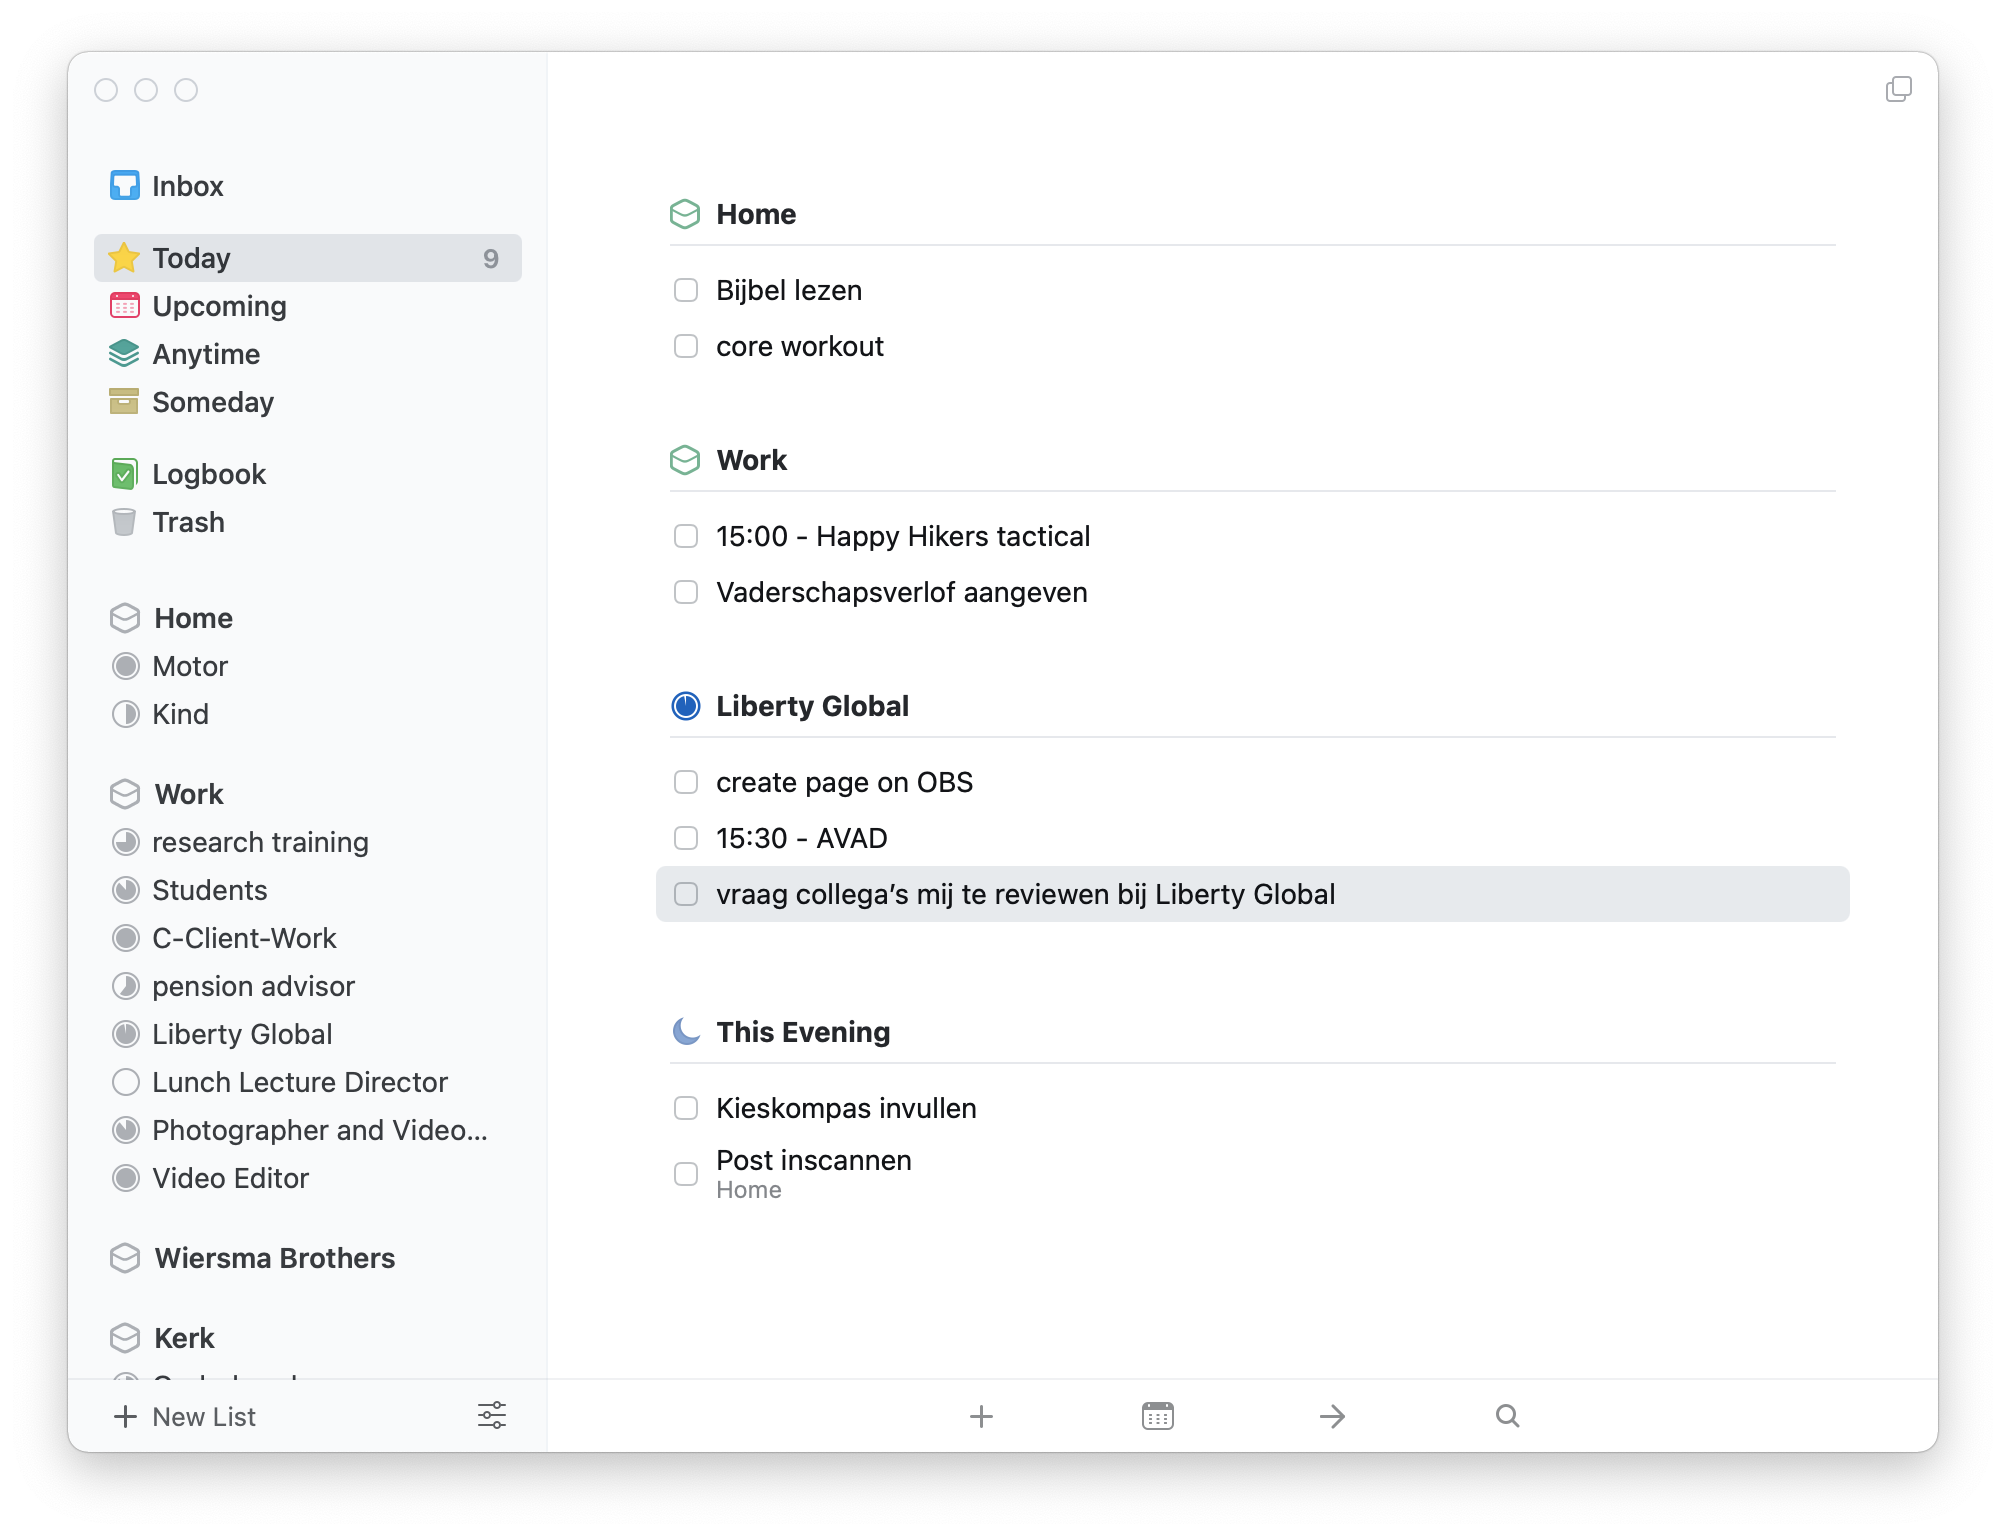 Inbox
Today 9
Upcoming
Anytime
Someday
Logbook
Trash
Home
Motor
Kind
Work
research training
Students
C-Client-Work
pension advisor
Liberty Global
Lunch Lecture Director
Photographer and Video...
Video Editor
Wiersma Brothers
Kerk
New List
Home
Bijbel lezen
core workout
Work
15:00 - Happy Hikers tactical
Vaderschapsverlof aangeven
Liberty Global
create page on OBS
15:30 - AVAD
vraag collega’s mij te reviewen bij Liberty Global
This Evening
Kieskompas invullen
Post inscannen
Home